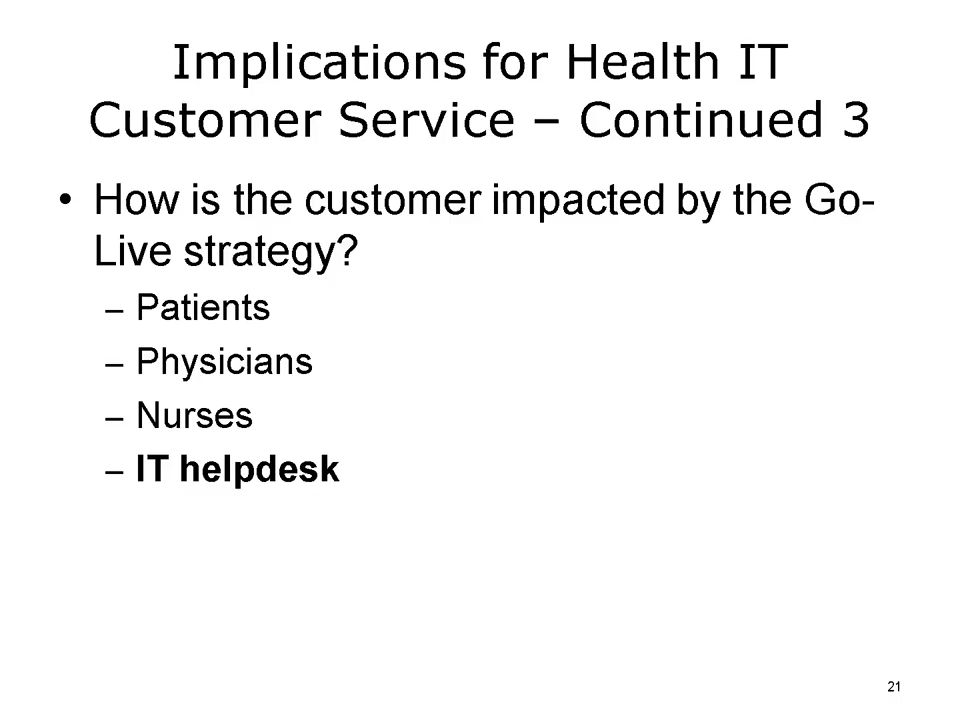 Implications for Health IT
Customer Service – Continued 3
• How is the customer impacted by the Go-
Live strategy?
– Patients
– Physicians
– Nurses
– IT helpdesk
21